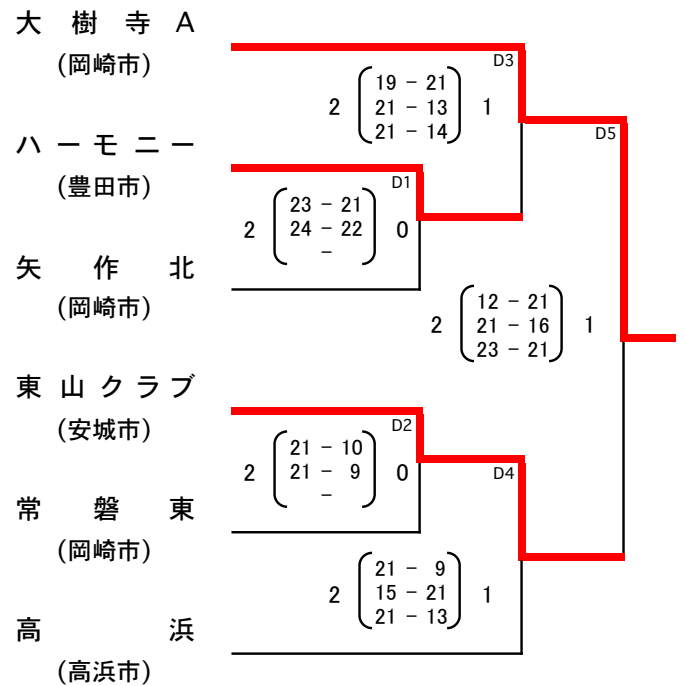 大樹寺A
(岡崎市)
D3
19 - 21
2 21 - 13 1
21 - 14
D5
ハーモニー
(豊田市)
D1
23 - 21
2 24 - 22 0
-
矢作北
(岡崎市)
12 - 21
2 21 - 16 1
23 - 21
東山クラブ
(安城市)
D2
21 - 10
2 21 - 9 0
-
D4
常磐東
(岡崎市)
21 - 9
2 15 - 21 1
21 - 13
高浜
(高浜市)